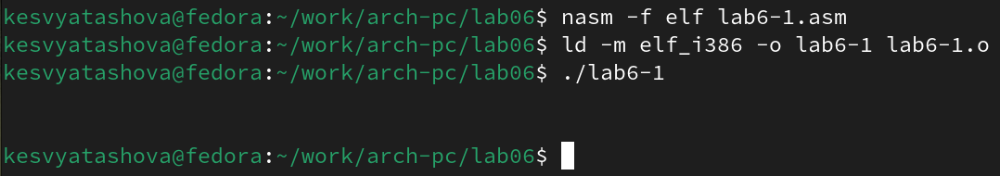 kesvyatashova@fedora:~/work/arch-pc/lab06$ nasm -f elf lab6-1.asm
kesvyatashova@fedora:~/work/arch-pc/lab06$ ld -m elf_i386 -o lab6-1 lab6-1.o
kesvyatashova@fedora:~/work/arch-pc/lab06$ ./lab6-1
kesvyatashova@fedora:~/work/arch-pc/lab06$